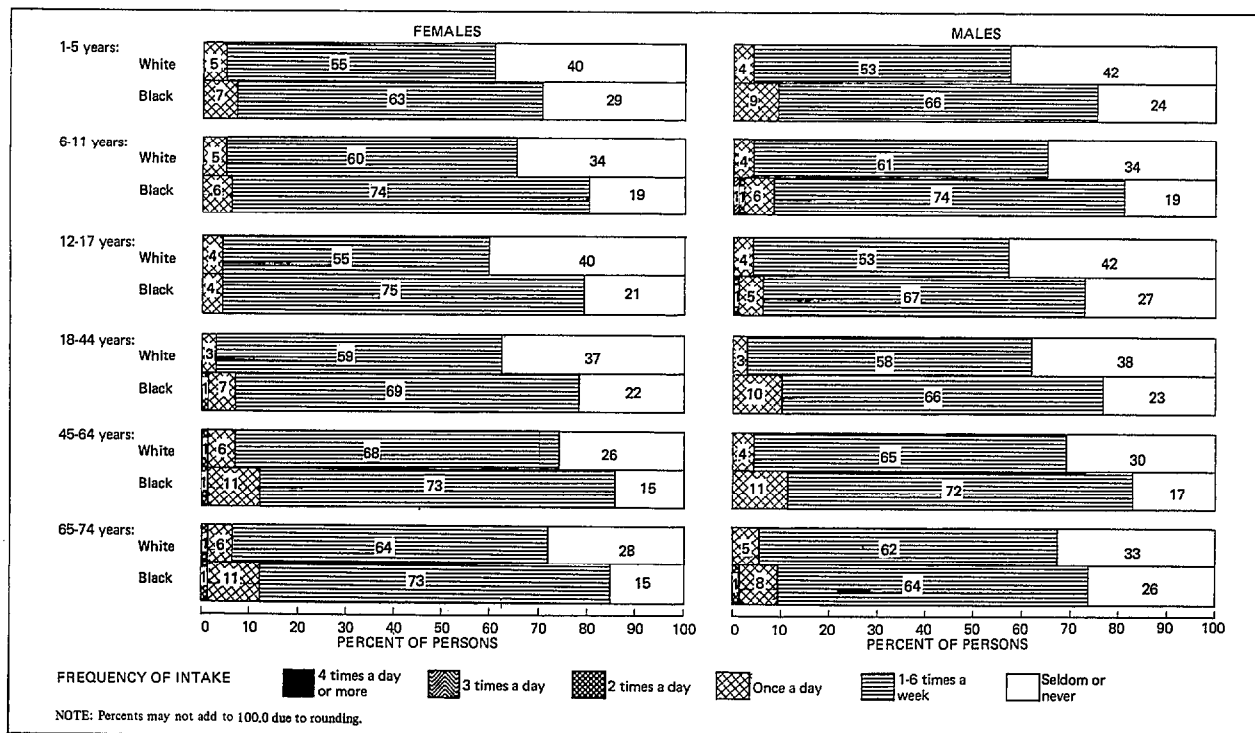 FEMALES MALES
1-5 years:
White 5 55 40 4 53 42
Black 7 63 29 9 66 24
6-11 years:
White 5 60 34 4 61 34
Black 6 74 19 1 1 6 74 19
12-17 years:
White 4 55 40 4 53 42
Black 4 75 21 1 5 67 27
18-44 years:
White 3 59 37 3 58 38
Black 1 7 69 22 10 66 23
45-64 years:
White 1 6 68 26 4 65 30
Black 1 11 73 15 11 72 17
65-74 years:
White 1 6 64 28 5 62 33
Black 1 11 73 15 1 8 64 26
0 10 20 30 40 50 60 70 80 90 100 0 10 20 30 40 50 60 70 80 90 100
PERCENT OF PERSONS PERCENT OF PERSONS
FREQUENCY OF INTAKE 4 times a day or more 3 times a day 2 times a day Once a day 1-6 times a week Seldom or never
NOTE: Percents may not add to 100.0 due to rounding.